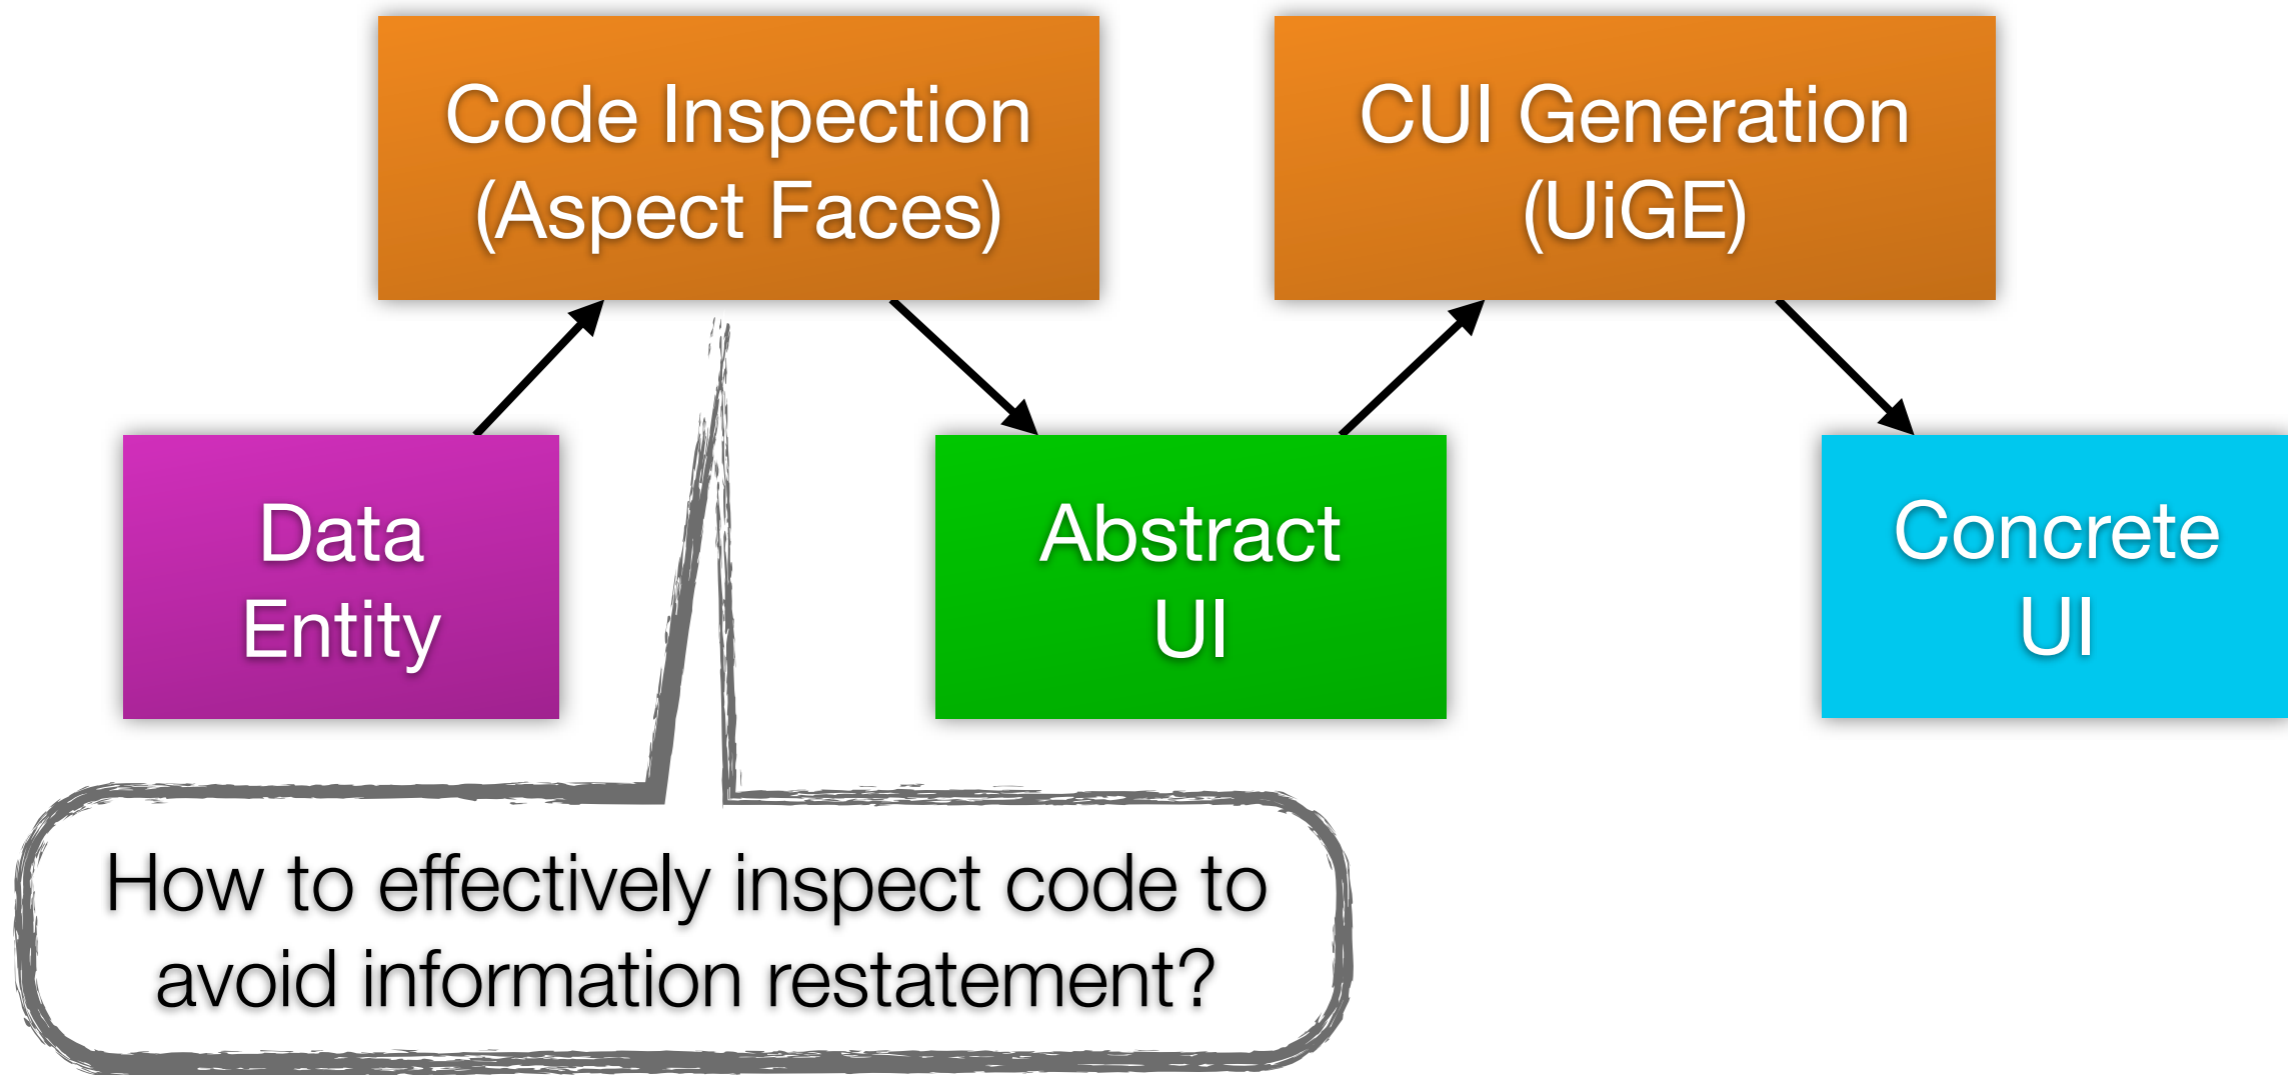 Code Inspection
(Aspect Faces)
CUI Generation
(UiGE)
Data
Entity
Abstract
UI
Concrete
UI
How to effectively inspect code to
avoid information restatement?